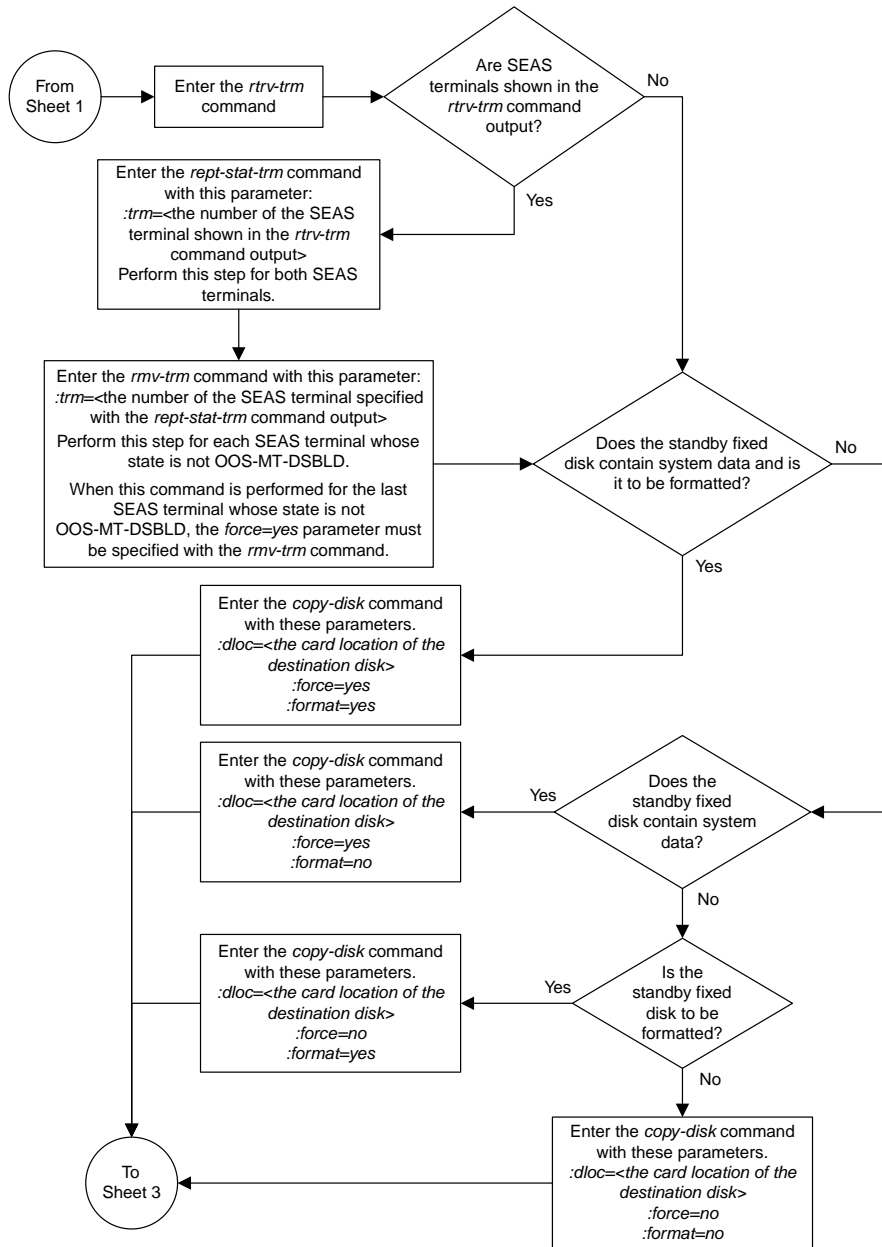 From
Sheet 1
Enter the rtrv-trm
command
Are SEAS
terminals shown in the
rtrv-trm command
output?
No
Yes
Enter the rept-stat-trm command
with this parameter:
:trm=<the number of the SEAS
terminal shown in the rtrv-trm
command output>
Perform this step for both SEAS
terminals.
Enter the rmv-trm command with this parameter:
:trm=<the number of the SEAS terminal specified
with the rept-stat-trm command output>
Perform this step for each SEAS terminal whose
state is not OOS-MT-DSBLD.
When this command is performed for the last
SEAS terminal whose state is not
OOS-MT-DSBLD, the force=yes parameter must
be specified with the rmv-trm command.
Does the standby fixed
disk contain system data and is
it to be formatted?
No
Yes
Enter the copy-disk command
with these parameters.
:dloc=<the card location of the
destination disk>
:force=yes
:format=yes
Does the
standby fixed
disk contain system
data?
Yes
No
Enter the copy-disk command
with these parameters.
:dloc=<the card location of the
destination disk>
:force=yes
:format=no
Is the
standby fixed
disk to be
formatted?
Yes
No
Enter the copy-disk command
with these parameters.
:dloc=<the card location of the
destination disk>
:force=no
:format=yes
Enter the copy-disk command
with these parameters.
:dloc=<the card location of the
destination disk>
:force=no
:format=no
To
Sheet 3